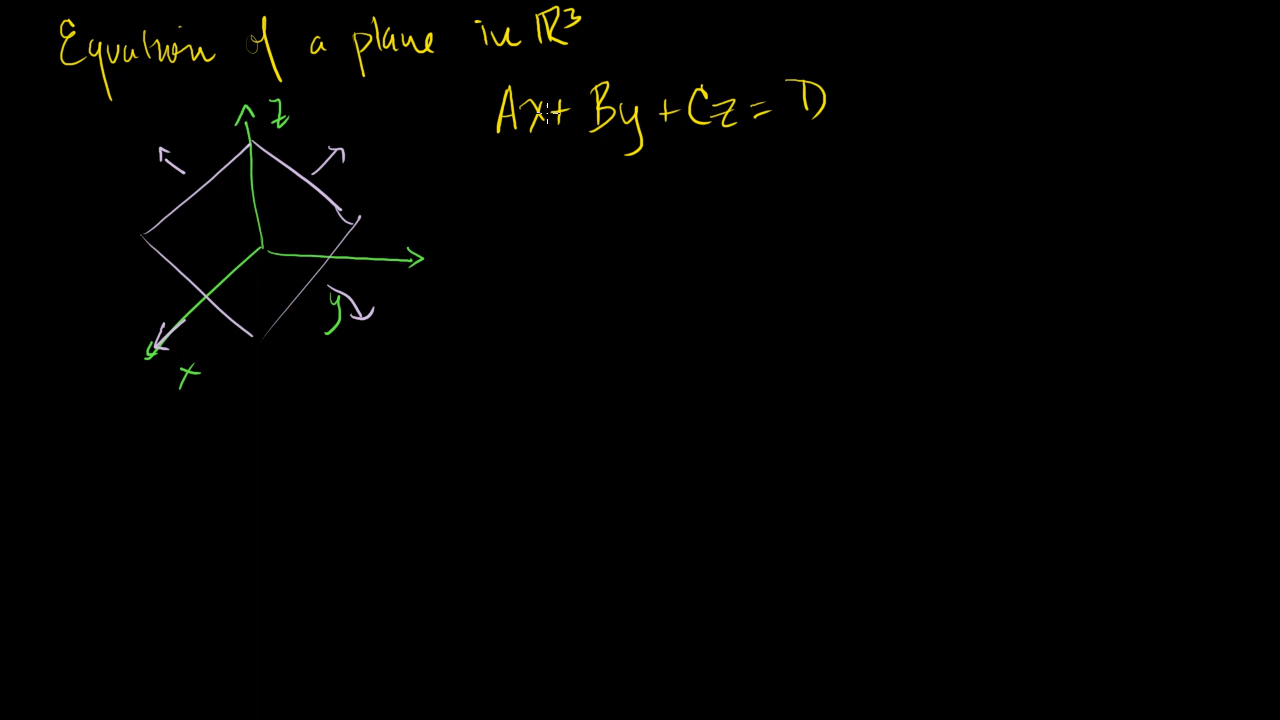 Equation of a plane in ℝ³
Ax + By + Cz = D
z
y
x